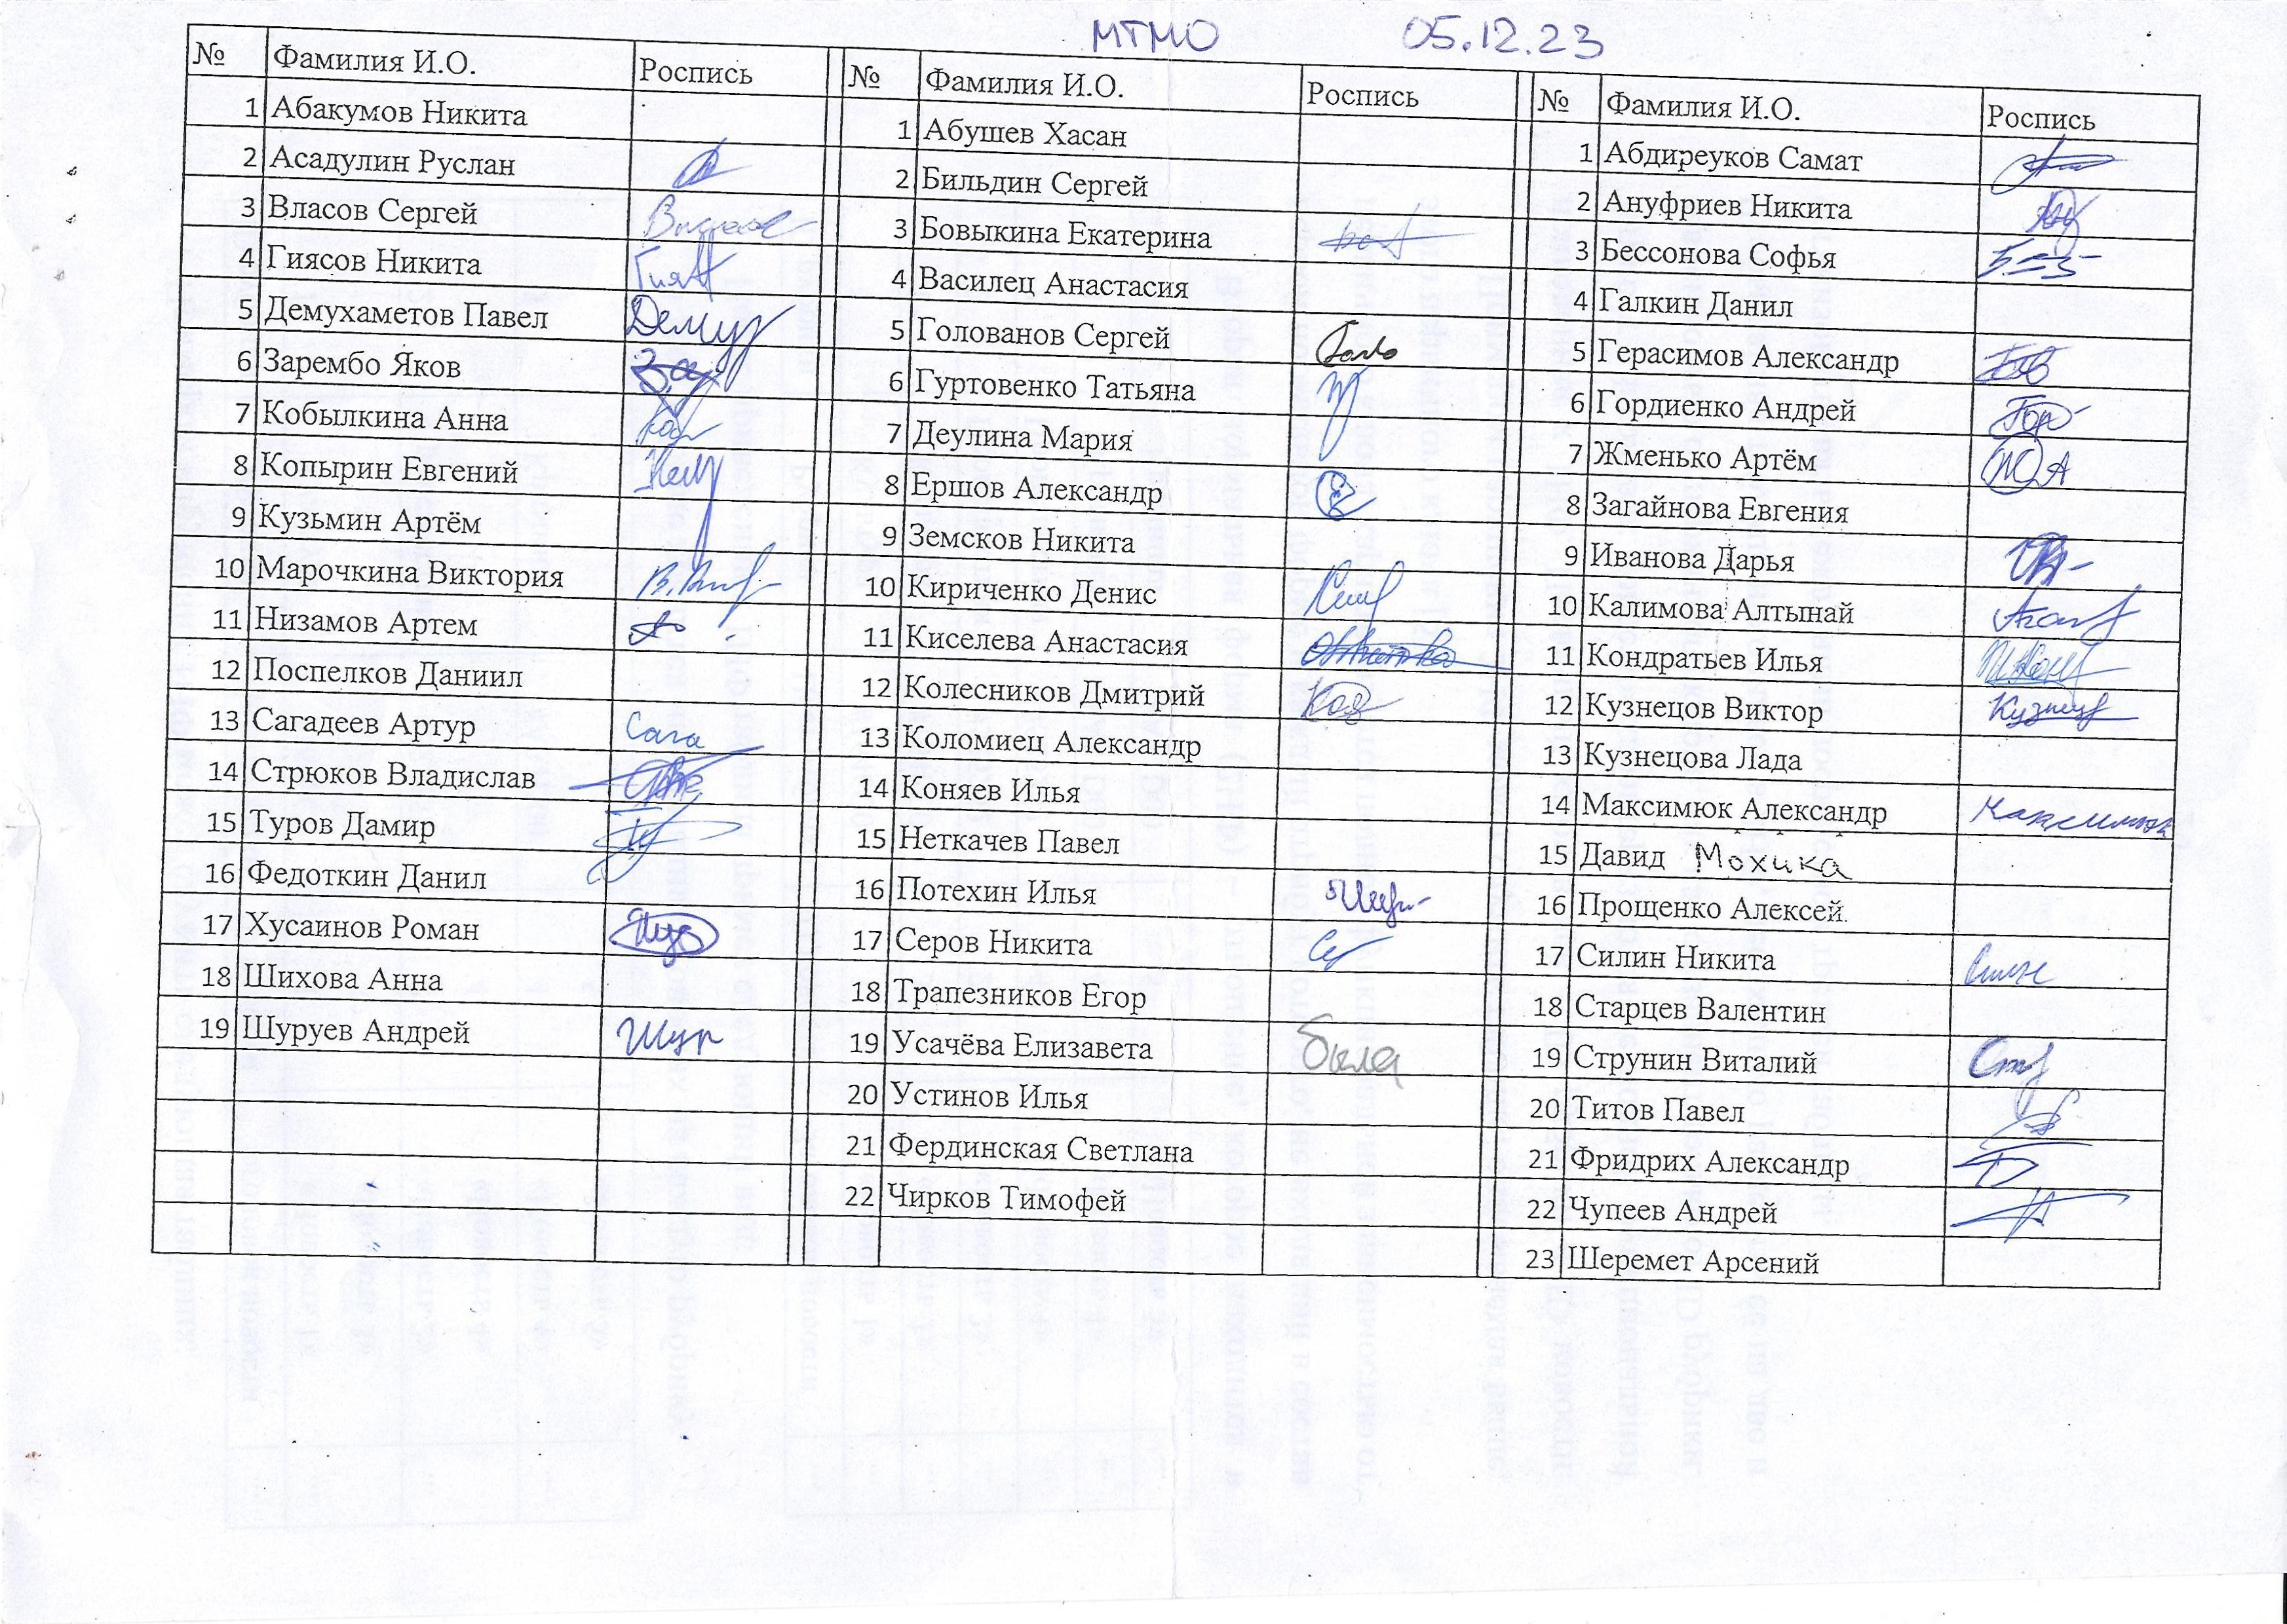 МТМО 05.12.23
№ Фамилия И.О. Роспись № Фамилия И.О. Роспись № Фамилия И.О. Роспись
1 Абакумов Никита 1 Абушев Хасан 1 Абдиреуков Самат
2 Асадулин Руслан 2 Бильдин Сергей 2 Ануфриев Никита
3 Власов Сергей 3 Бовыкина Екатерина 3 Бессонова Софья
4 Гиясов Никита 4 Василец Анастасия 4 Галкин Данил
5 Демухаметов Павел 5 Голованов Сергей 5 Герасимов Александр
6 Зарембо Яков 6 Гуртовенко Татьяна 6 Гордиенко Андрей
7 Кобылкина Анна 7 Деулина Мария 7 Жменько Артём
8 Копырин Евгений 8 Ершов Александр 8 Загайнова Евгения
9 Кузьмин Артём 9 Земсков Никита 9 Иванова Дарья
10 Марочкина Виктория 10 Кириченко Денис 10 Калимова Алтынай
11 Низамов Артем 11 Киселева Анастасия 11 Кондратьев Илья
12 Поспелков Даниил 12 Колесников Дмитрий 12 Кузнецов Виктор
13 Сагадеев Артур Сага 13 Коломиец Александр 13 Кузнецова Лада
14 Стрюков Владислав 14 Коняев Илья 14 Максимюк Александр Максимюк
15 Туров Дамир 15 Неткачев Павел 15 Давид Мохика
16 Федоткин Данил 16 Потехин Илья 16 Прощенко Алексей
17 Хусаинов Роман 17 Серов Никита 17 Силин Никита
18 Шихова Анна 18 Трапезников Егор 18 Старцев Валентин
19 Шуруев Андрей Шур 19 Усачёва Елизавета была 19 Струнин Виталий
20 Устинов Илья 20 Титов Павел
21 Фердинская Светлана 21 Фридрих Александр
22 Чирков Тимофей 22 Чупеев Андрей
23 Шеремет Арсений